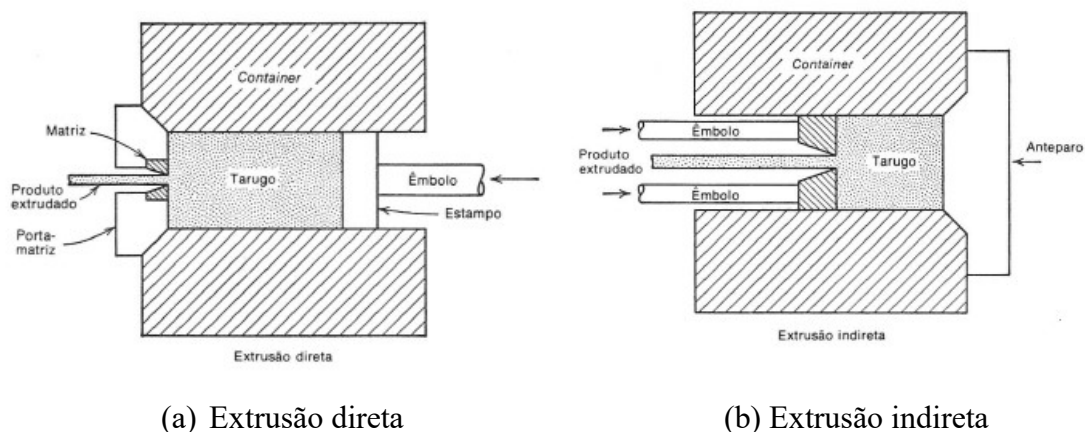 Container
Matriz
Tarugo
Êmbolo
Produto
extrudado
Estampo
Porta-
matriz
Extrusão direta
Container
Êmbolo
Produto
extrudado
Tarugo
Anteparo
Êmbolo
Extrusão indireta
(a) Extrusão direta
(b) Extrusão indireta